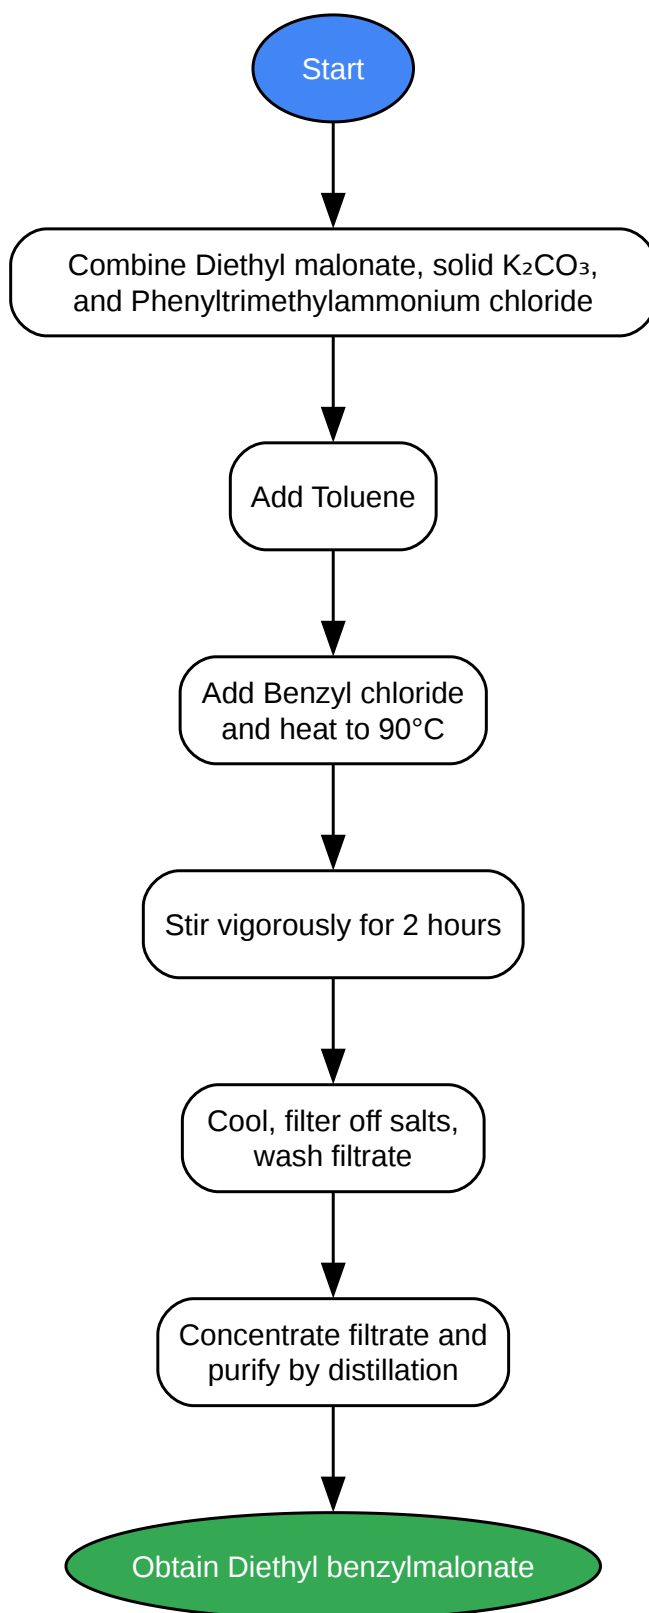 Start
Combine Diethyl malonate, solid K₂CO₃,
and Phenyltrimethylammonium chloride
Add Toluene
Add Benzyl chloride
and heat to 90°C
Stir vigorously for 2 hours
Cool, filter off salts,
wash filtrate
Concentrate filtrate and
purify by distillation
Obtain Diethyl benzylmalonate